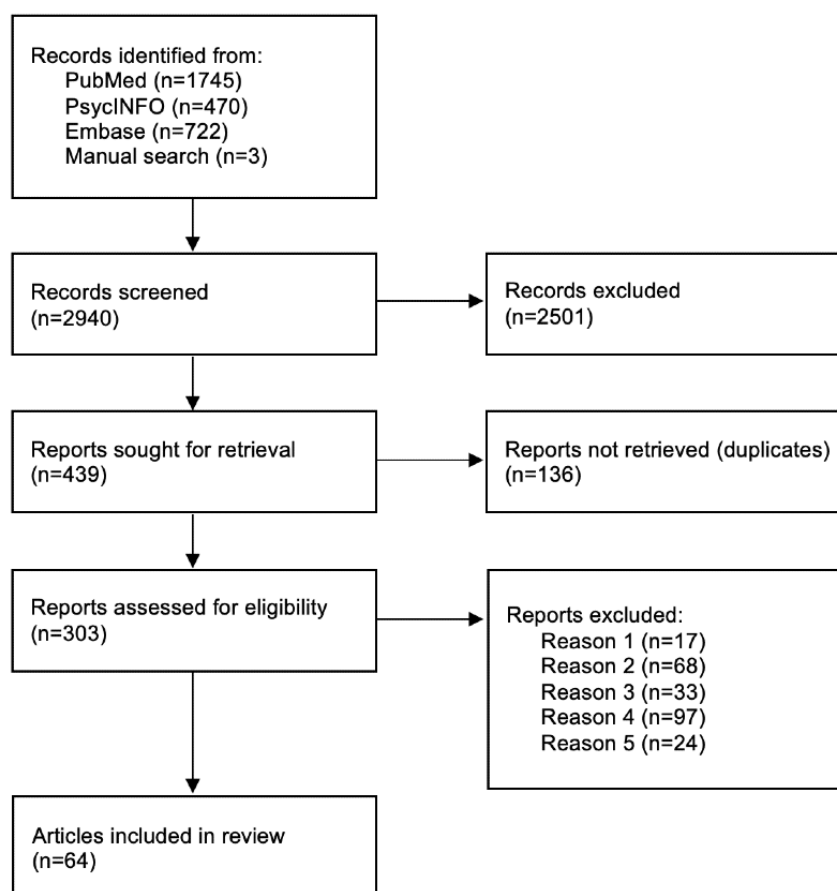 Records identified from:
PubMed (n=1745)
PsycINFO (n=470)
Embase (n=722)
Manual search (n=3)
Records screened
(n=2940)
Records excluded
(n=2501)
Reports sought for retrieval
(n=439)
Reports not retrieved (duplicates)
(n=136)
Reports assessed for eligibility
(n=303)
Reports excluded:
Reason 1 (n=17)
Reason 2 (n=68)
Reason 3 (n=33)
Reason 4 (n=97)
Reason 5 (n=24)
Articles included in review
(n=64)